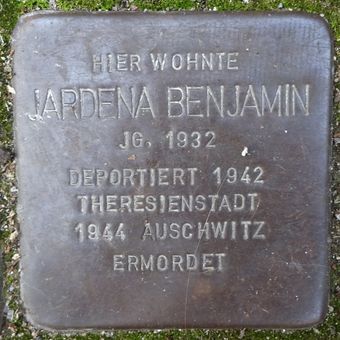 HIER WOHNTE
JARDENA BENJAMIN
JG. 1932
DEPORTIERT 1942
THERESIENSTADT
1944 AUSCHWITZ
ERMORDET